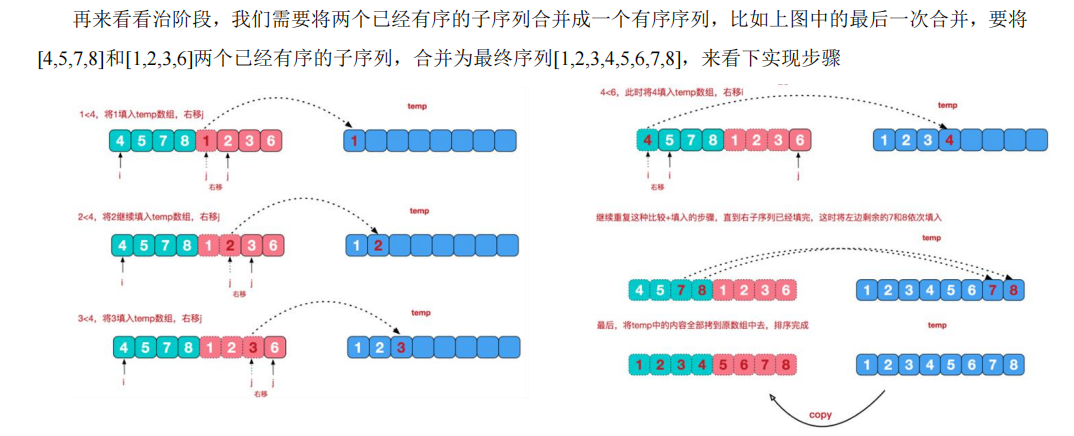 再来看看治阶段，我们需要将两个已经有序的子序列合并成一个有序序列，比如上图中的最后一次合并，要将
[4,5,7,8]和[1,2,3,6]两个已经有序的子序列，合并为最终序列[1,2,3,4,5,6,7,8]，来看下实现步骤
1<4，将1填入temp数组，右移j
temp
4 5 7 8 1 2 3 6
1
i j j
右移
2<4，将2继续填入temp数组，右移j
temp
4 5 7 8 1 2 3 6
1 2
i j j
右移
3<4，将3填入temp数组，右移j
temp
4 5 7 8 1 2 3 6
1 2 3
i j j
右移
4<6，此时将4填入temp数组，右移i
temp
4 5 7 8 1 2 3 6
1 2 3 4
i i j
右移
继续重复这种比较+填入的步骤，直到右子序列已经填完，这时将左边剩余的7和8依次填入
temp
4 5 7 8 1 2 3 6
1 2 3 4 5 6 7 8
最后，将temp中的内容全部拷到原数组中去，排序完成
temp
1 2 3 4 5 6 7 8
1 2 3 4 5 6 7 8
copy